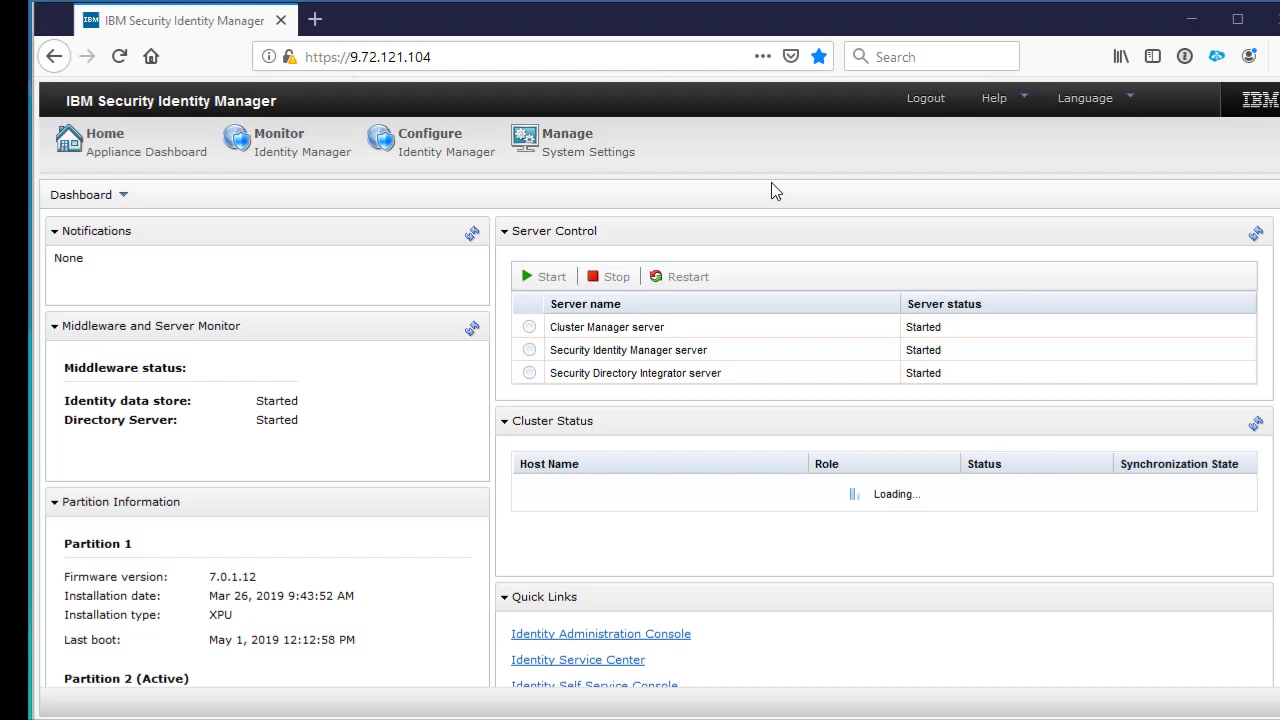 IBM IBM Security Identity Manager
https://9.72.121.104
Search
IBM Security Identity Manager
Logout Help Language IBM
Home
Appliance Dashboard
Monitor
Identity Manager
Configure
Identity Manager
Manage
System Settings
Dashboard
Notifications
None
Middleware and Server Monitor
Middleware status:
Identity data store: Started
Directory Server: Started
Partition Information
Partition 1
Firmware version: 7.0.1.12
Installation date: Mar 26, 2019 9:43:52 AM
Installation type: XPU
Last boot: May 1, 2019 12:12:58 PM
Partition 2 (Active)
Server Control
Start Stop Restart
Server name Server status
Cluster Manager server Started
Security Identity Manager server Started
Security Directory Integrator server Started
Cluster Status
Host Name Role Status Synchronization State
Loading...
Quick Links
Identity Administration Console
Identity Service Center
Identity Self Service Console